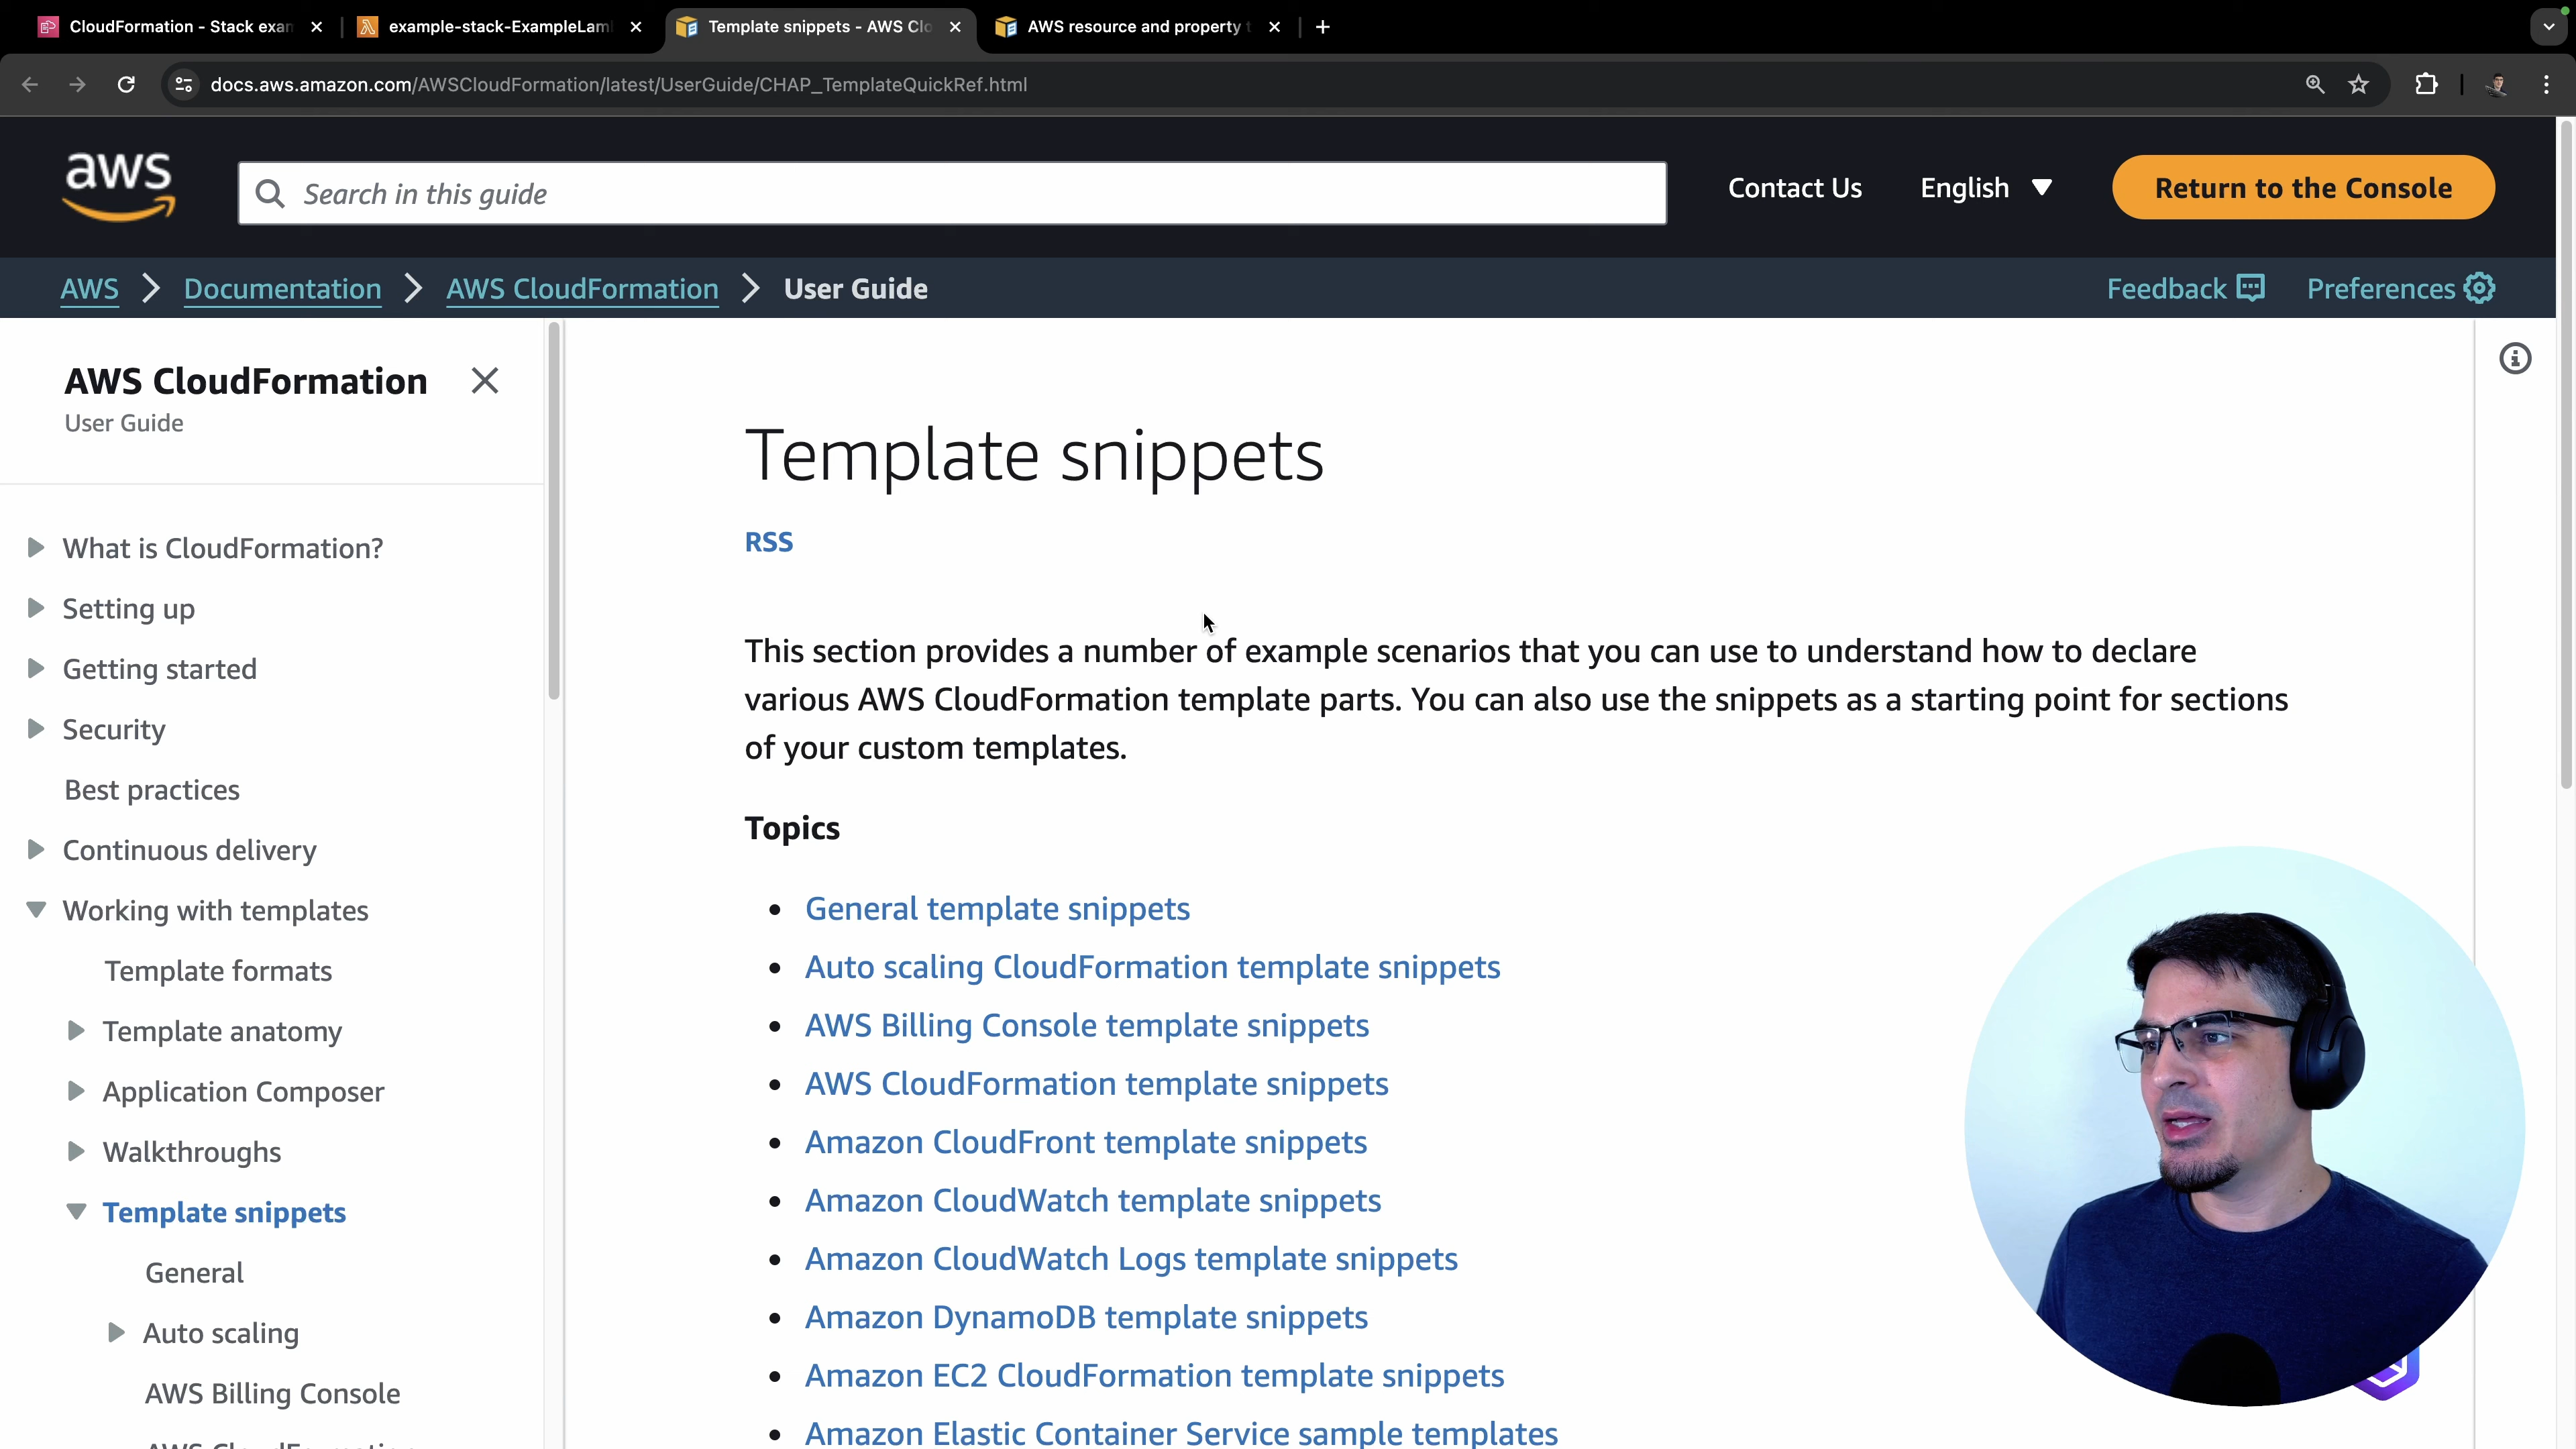 CloudFormation - Stack exam
example-stack-ExampleLam
Template snippets - AWS Clo
AWS resource and property t
docs.aws.amazon.com/AWSCloudFormation/latest/UserGuide/CHAP_TemplateQuickRef.html
aws
Search in this guide
Contact Us
English
Return to the Console
AWS
Documentation
AWS CloudFormation
User Guide
Feedback
Preferences
AWS CloudFormation
User Guide
What is CloudFormation?
Setting up
Getting started
Security
Best practices
Continuous delivery
Working with templates
Template formats
Template anatomy
Application Composer
Walkthroughs
Template snippets
General
Auto scaling
AWS Billing Console
AWS CloudFormation
Template snippets
RSS
This section provides a number of example scenarios that you can use to understand how to declare
various AWS CloudFormation template parts. You can also use the snippets as a starting point for sections
of your custom templates.
Topics
General template snippets
Auto scaling CloudFormation template snippets
AWS Billing Console template snippets
AWS CloudFormation template snippets
Amazon CloudFront template snippets
Amazon CloudWatch template snippets
Amazon CloudWatch Logs template snippets
Amazon DynamoDB template snippets
Amazon EC2 CloudFormation template snippets
Amazon Elastic Container Service sample templates